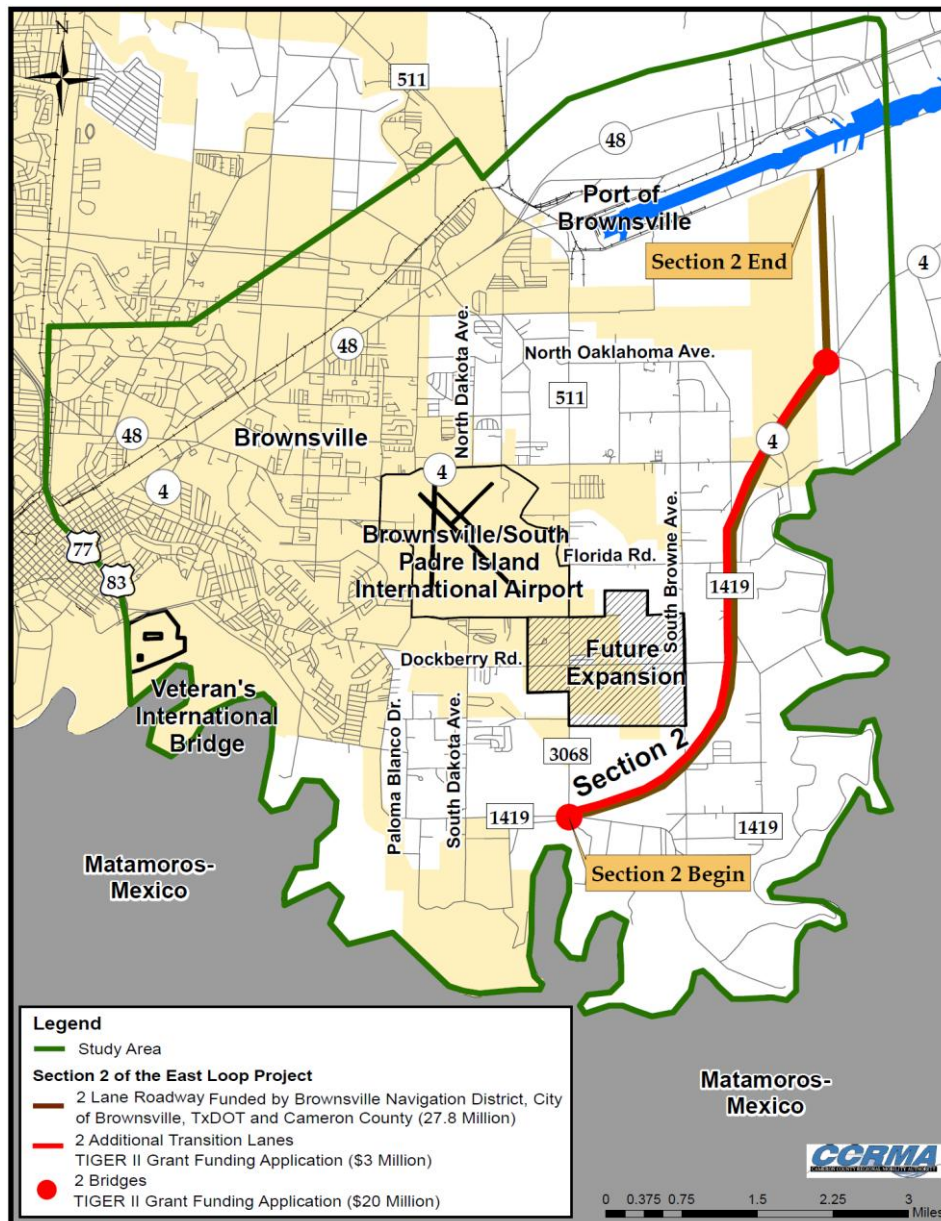 N
511
48
Port of
Brownsville
Section 2 End
4
North Dakota Ave.
48
North Oaklahoma Ave.
511
48
Brownsville
4
4
4
77
Brownsville/South
Padre Island
International Airport
Florida Rd.
South Browne Ave.
83
1419
Future
Expansion
Dockberry Rd.
Veteran's
International
Bridge
Paloma Blanco Dr.
South Dakota Ave.
3068
Section 2
1419
1419
Matamoros-
Mexico
Section 2 Begin
Legend
Study Area
Section 2 of the East Loop Project
2 Lane Roadway Funded by Brownsville Navigation District, City
of Brownsville, TxDOT and Cameron County (27.8 Million)
2 Additional Transition Lanes
TIGER II Grant Funding Application ($3 Million)
2 Bridges
TIGER II Grant Funding Application ($20 Million)
Matamoros-
Mexico
CCRMA
CAMERON COUNTY REGIONAL MOBILITY AUTHORITY
0 0.375 0.75 1.5 2.25 3
Miles